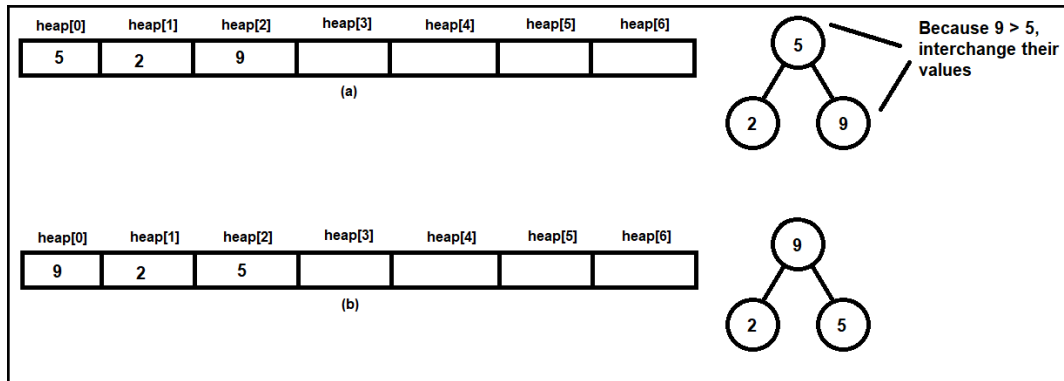 heap[0] heap[1] heap[2] heap[3] heap[4] heap[5] heap[6]
5 2 9
(a)
5
2 9
Because 9 > 5,
interchange their
values
heap[0] heap[1] heap[2] heap[3] heap[4] heap[5] heap[6]
9 2 5
(b)
9
2 5